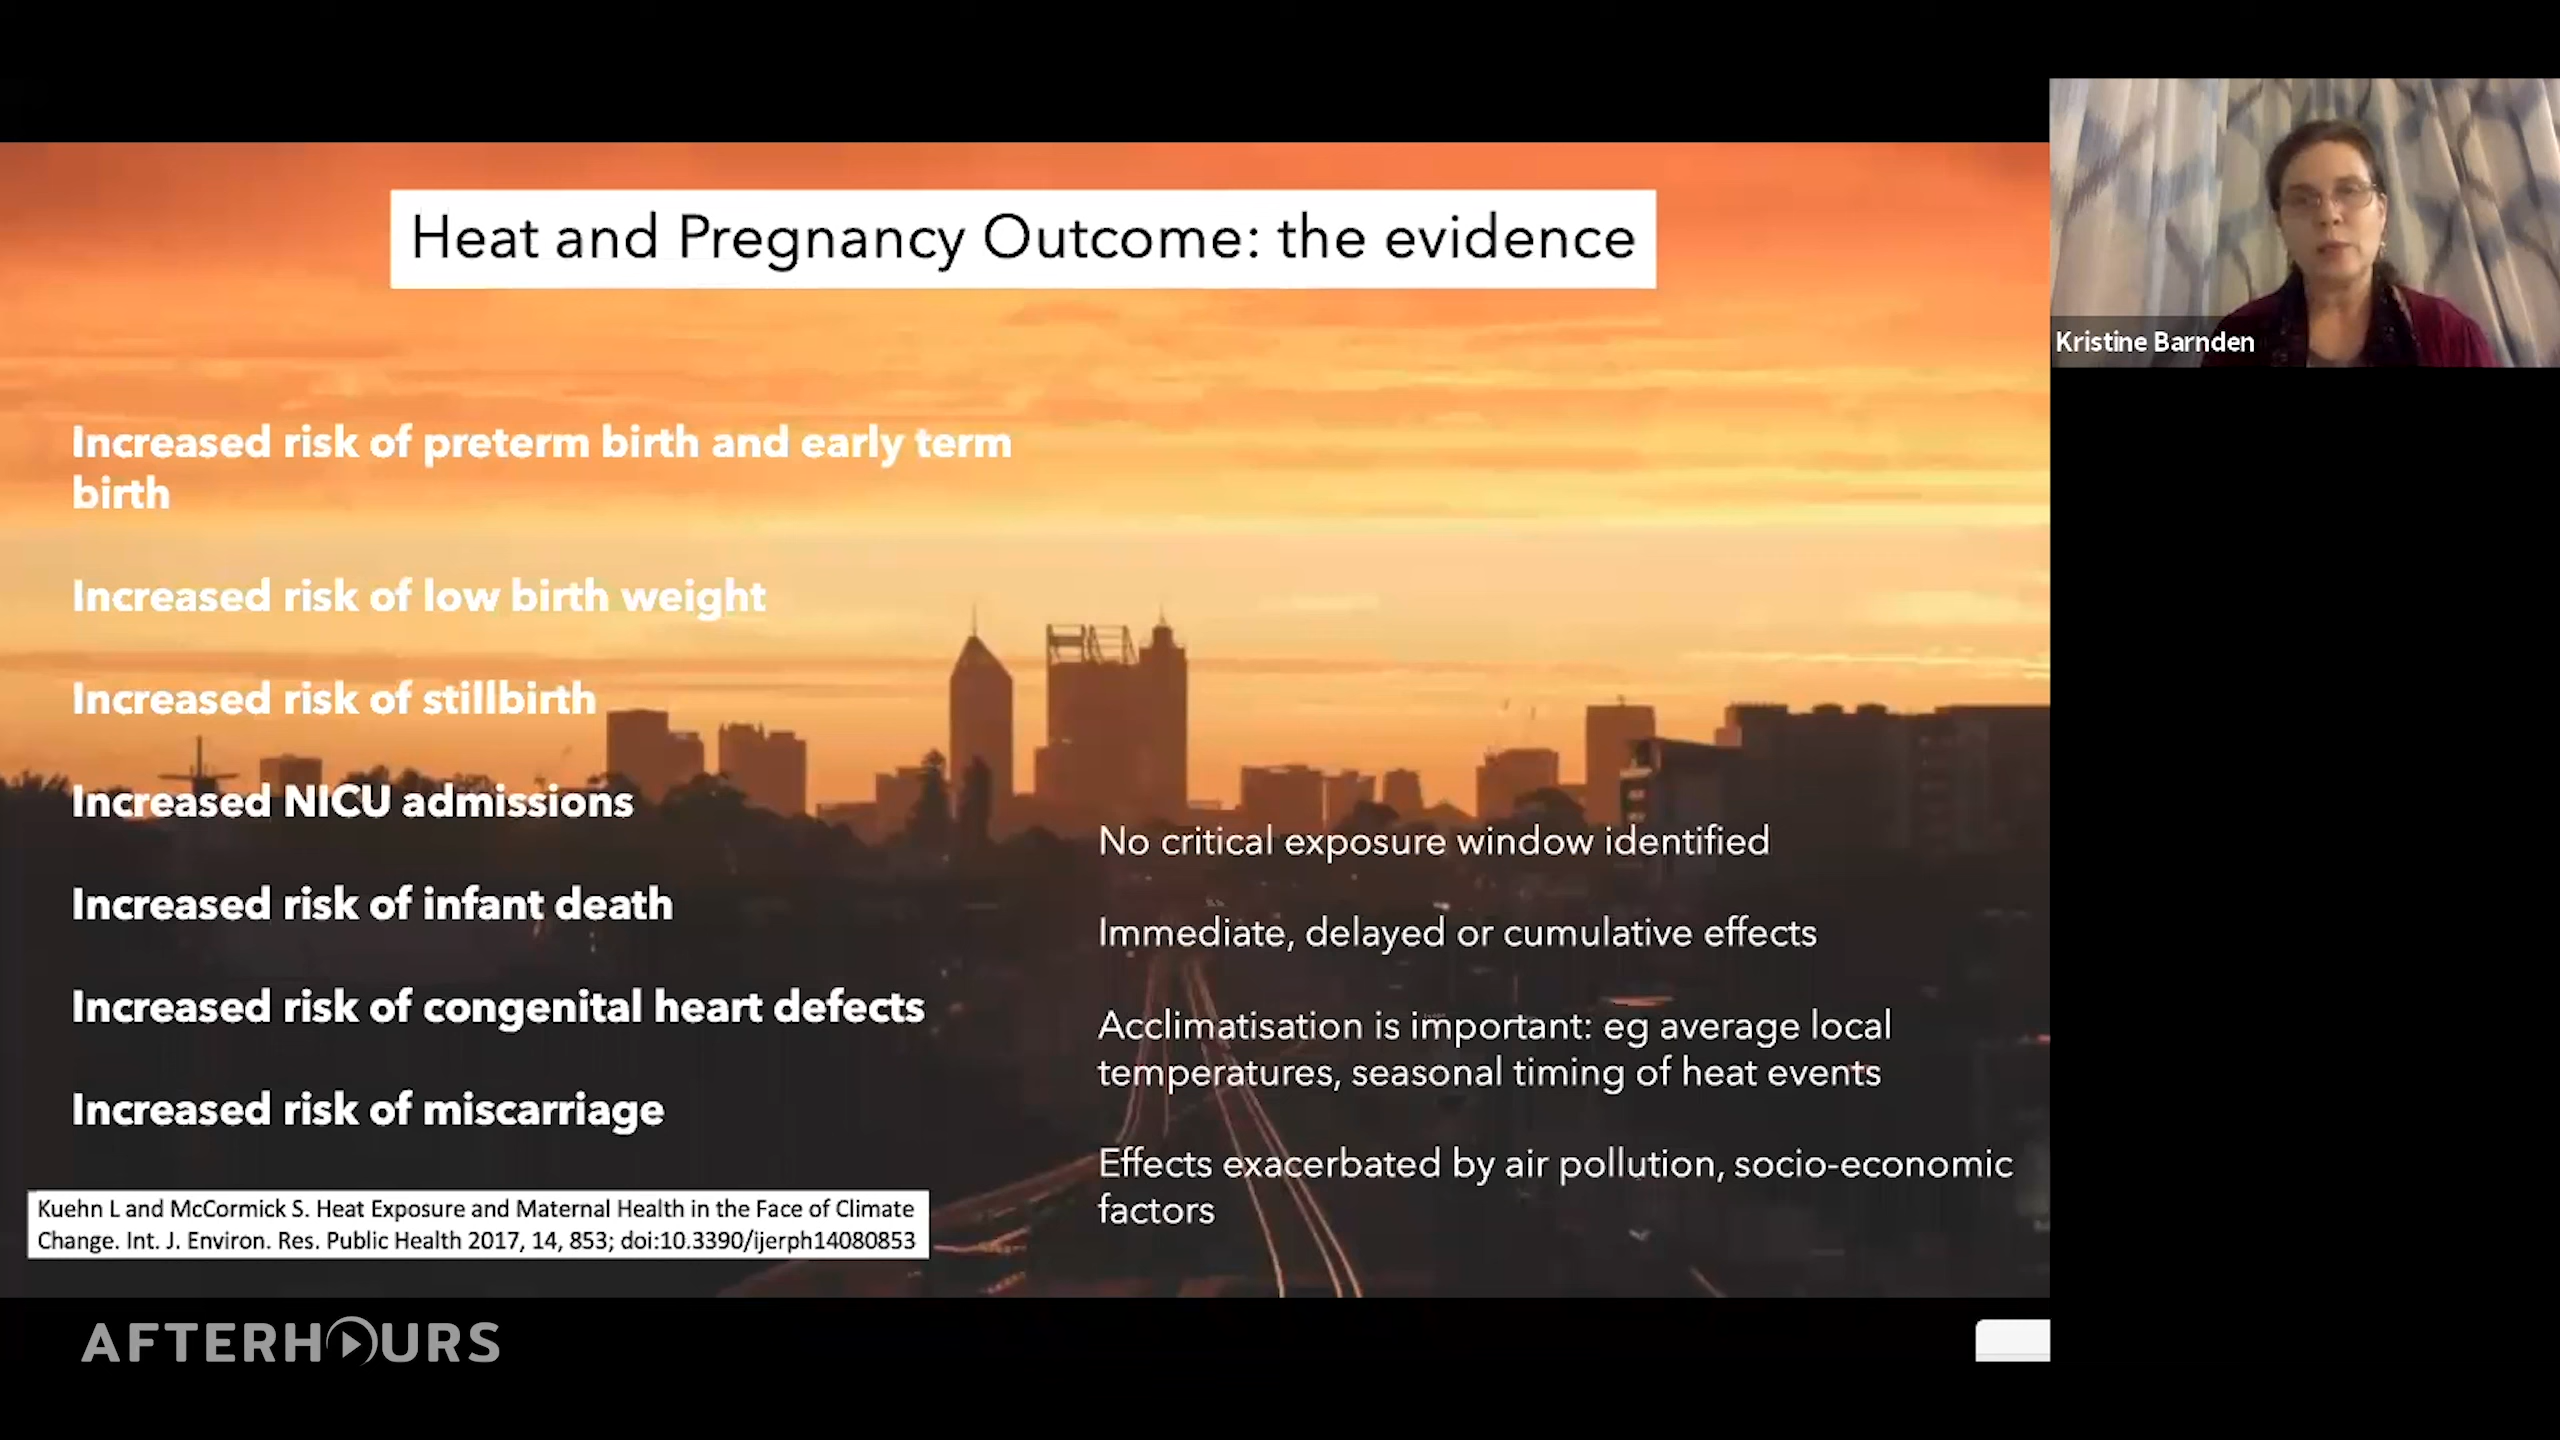 Heat and Pregnancy Outcome: the evidence
Kristine Barnden
Increased risk of preterm birth and early term
birth
Increased risk of low birth weight
Increased risk of stillbirth
Increased NICU admissions
Increased risk of infant death
Increased risk of congenital heart defects
Increased risk of miscarriage
No critical exposure window identified
Immediate, delayed or cumulative effects
Acclimatisation is important: eg average local
temperatures, seasonal timing of heat events
Effects exacerbated by air pollution, socio-economic
factors
Kuehn L and McCormick S. Heat Exposure and Maternal Health in the Face of Climate
Change. Int. J. Environ. Res. Public Health 2017, 14, 853; doi:10.3390/ijerph14080853
AFTERHOURS